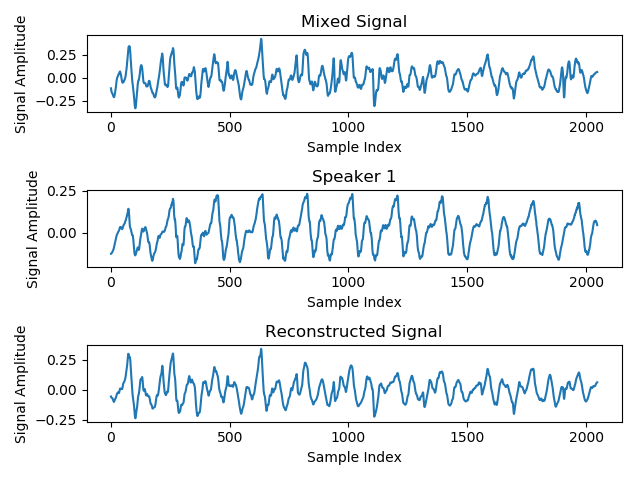 Mixed Signal
Signal Amplitude
0.25
0.00
−0.25
0 500 1000 1500 2000
Sample Index
Speaker 1
Signal Amplitude
0.25
0.00
0 500 1000 1500 2000
Sample Index
Reconstructed Signal
Signal Amplitude
0.25
0.00
−0.25
0 500 1000 1500 2000
Sample Index